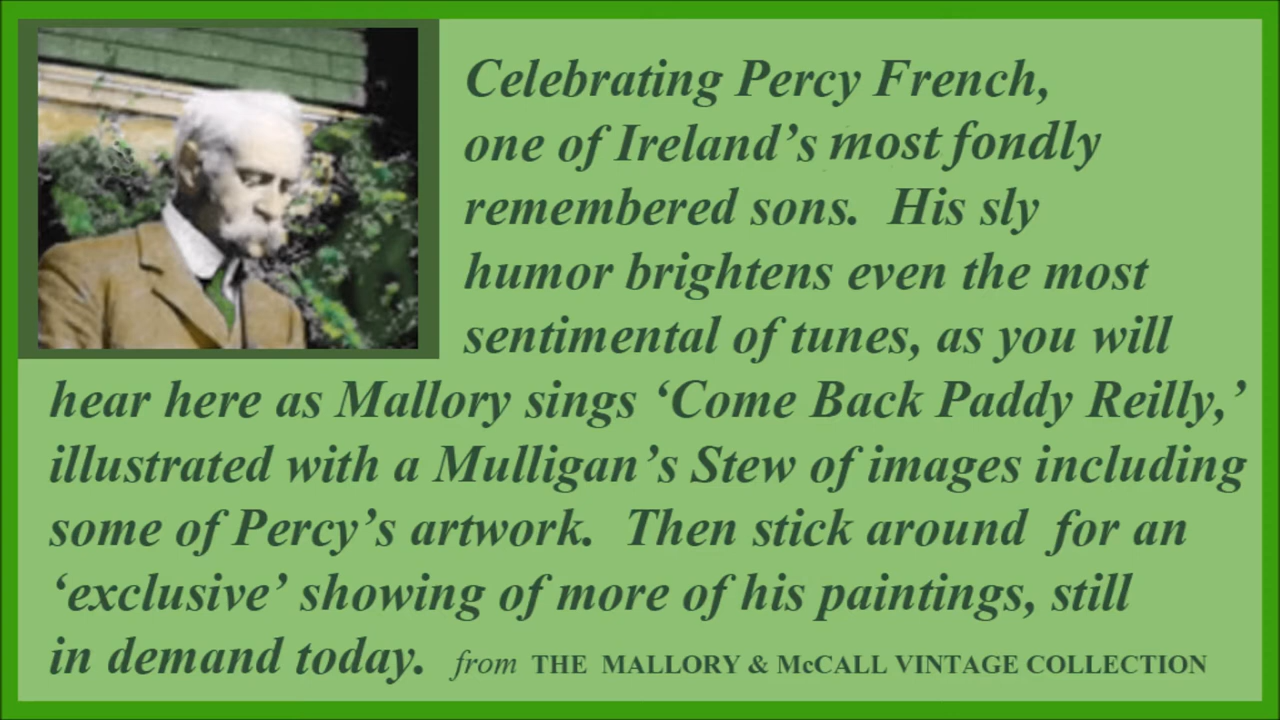 Celebrating Percy French,
one of Ireland’s most fondly
remembered sons.  His sly
humor brightens even the most
sentimental of tunes, as you will
hear here as Mallory sings ‘Come Back Paddy Reilly,’
illustrated with a Mulligan’s Stew of images including
some of Percy’s artwork.  Then stick around  for an
‘exclusive’ showing of more of his paintings, still
in demand today.  from  THE  MALLORY & McCALL VINTAGE COLLECTION